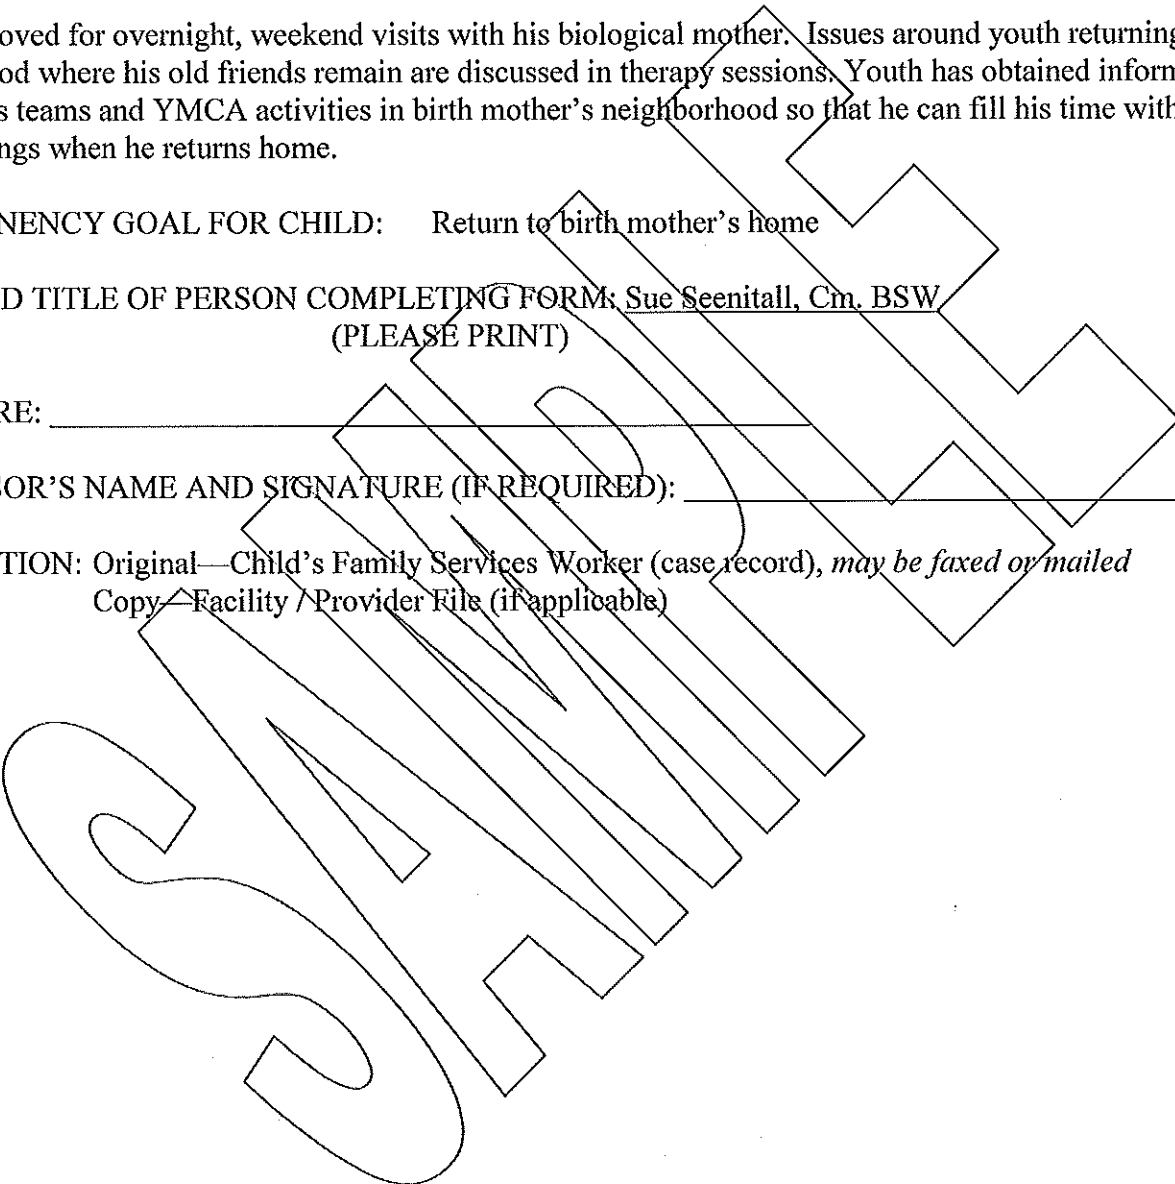 oved for overnight, weekend visits with his biological mother. Issues around youth returning
od where his old friends remain are discussed in therapy sessions. Youth has obtained inform
s teams and YMCA activities in birth mother's neighborhood so that he can fill his time with
ngs when he returns home.
NENCY GOAL FOR CHILD: Return to birth mother's home
D TITLE OF PERSON COMPLETING FORM: Sue Seenitall, Cm. BSW
(PLEASE PRINT)
RE:
OR'S NAME AND SIGNATURE (IF REQUIRED):
TION: Original—Child's Family Services Worker (case record), may be faxed or mailed
Copy—Facility / Provider File (if applicable)
SAMPLE